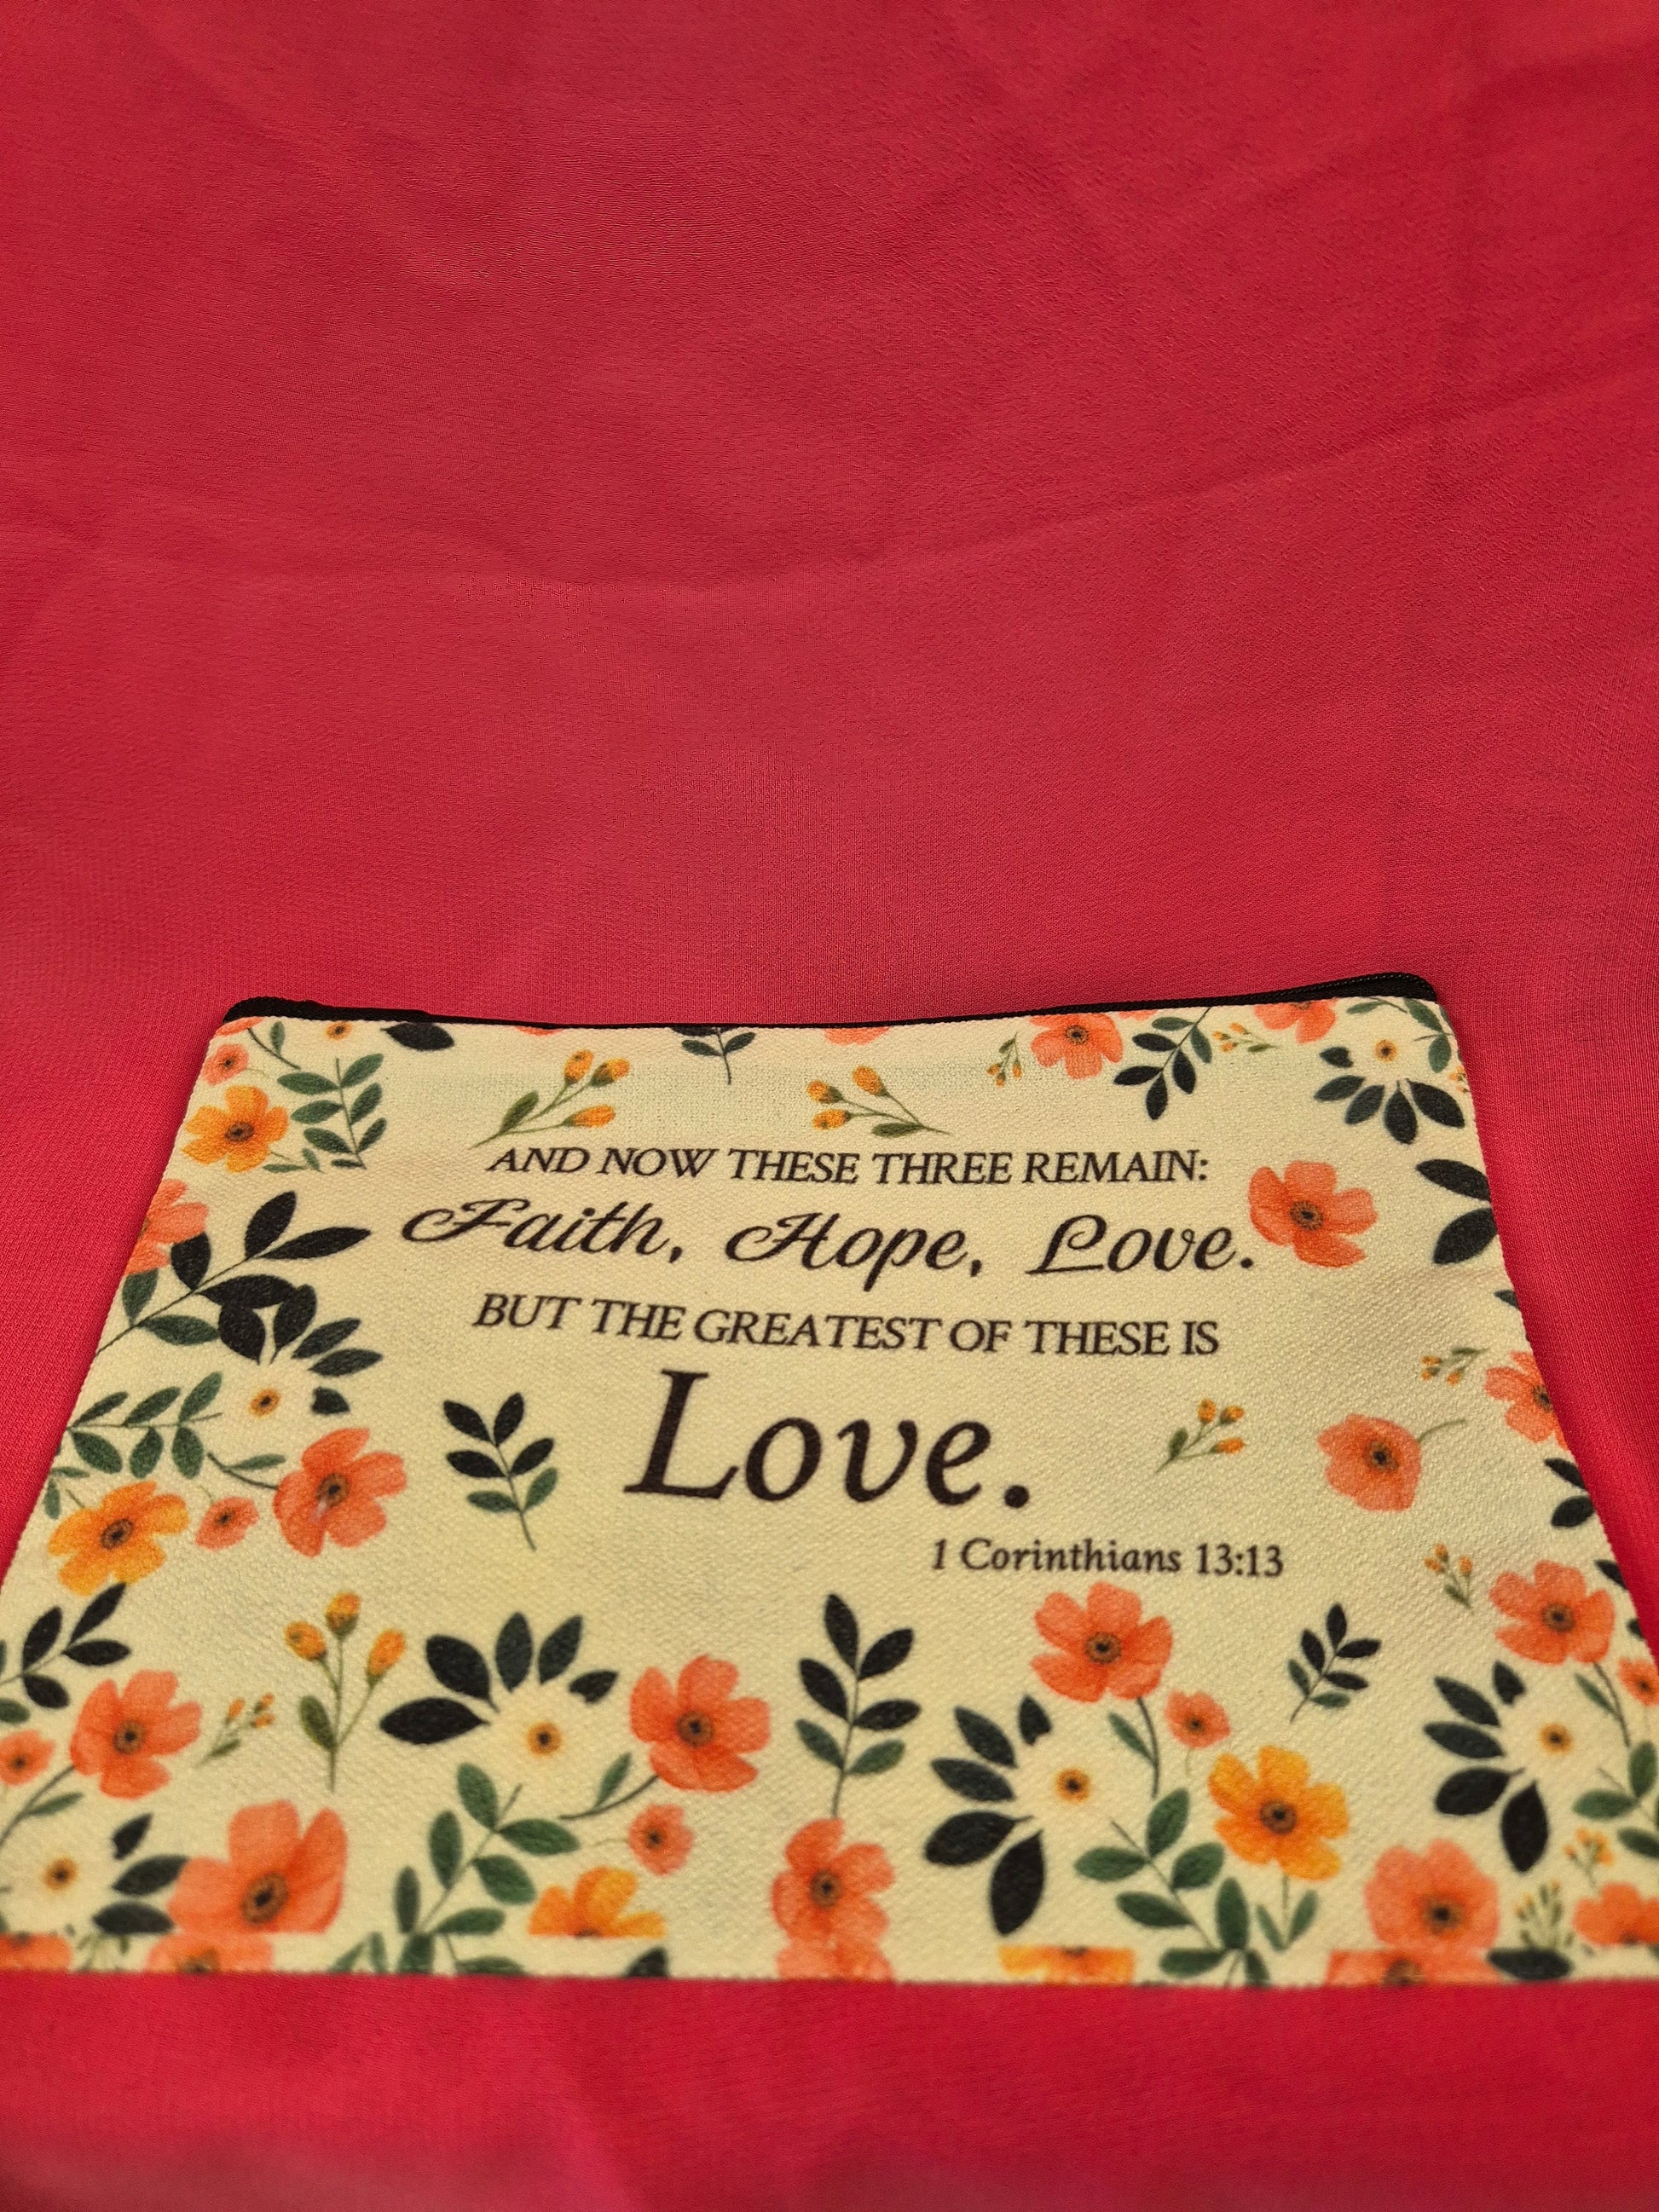 AND NOW THESE THREE REMAIN:
Faith, Hope, Love.
BUT THE GREATEST OF THESE IS
Love.
1 Corinthians 13:13